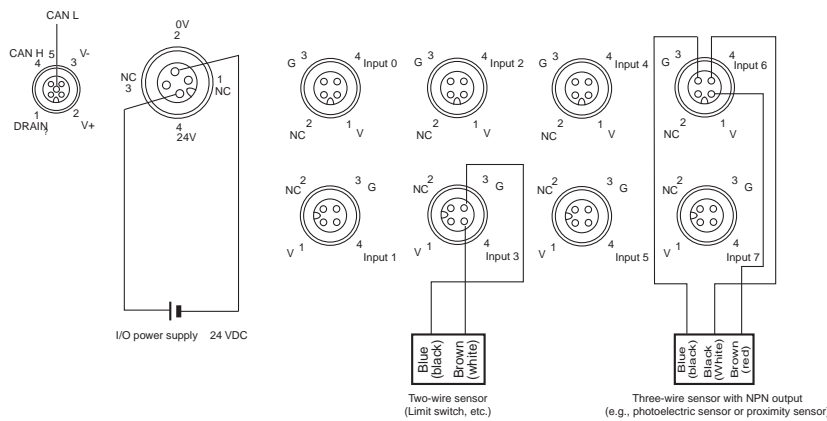 CAN L
CAN H
4
5
3
V-
1
DRAIN
?
2
V+
0V
2
NC
3
1
NC
4
24V
I/O power supply 24 VDC
G 3
4 Input 0
NC 2
1 V
G 3
4 Input 2
NC 2
1 V
G 3
4 Input 4
NC 2
1 V
G 3
4 Input 6
NC 2
1 V
NC 2
3 G
V 1
4 Input 1
NC 2
3 G
V 1
4 Input 3
NC 2
3 G
V 1
4 Input 5
NC 2
3 G
V 1
4 Input 7
Blue
(black)
Brown
(white)
Two-wire sensor
(Limit switch, etc.)
Blue
(black)
Black
(White)
Brown
(red)
Three-wire sensor with NPN output
(e.g., photoelectric sensor or proximity sensor)